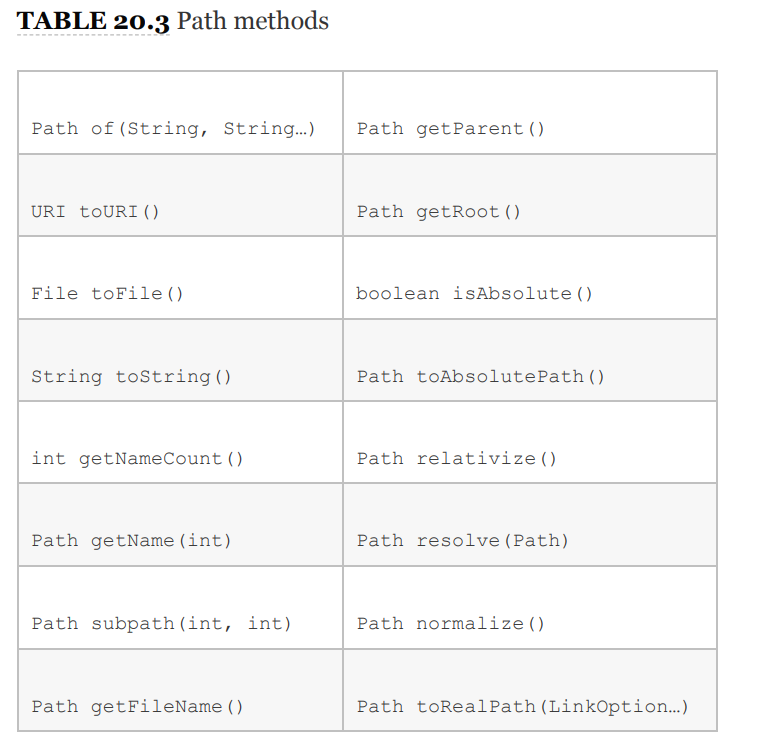 TABLE 20.3 Path methods
Path of(String, String…) Path getParent()
URI toURI() Path getRoot()
File toFile() boolean isAbsolute()
String toString() Path toAbsolutePath()
int getNameCount() Path relativize()
Path getName(int) Path resolve(Path)
Path subpath(int, int) Path normalize()
Path getFileName() Path toRealPath(LinkOption…)